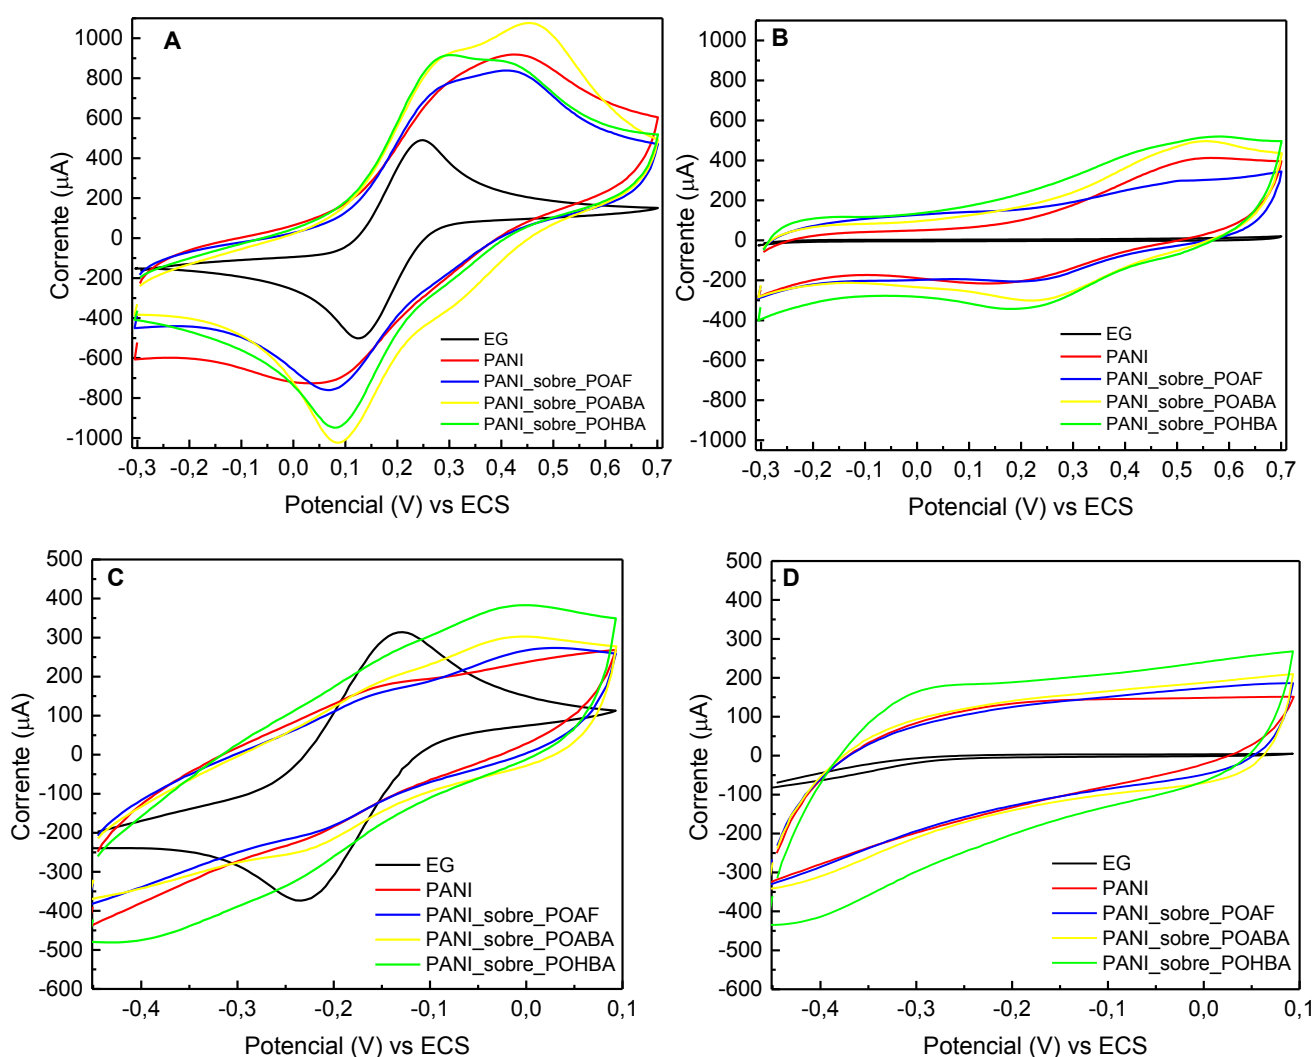 A
Corrente (µA)
1000
800
600
400
200
0
-200
-400
-600
-800
-1000
EG
PANI
PANI_sobre_POAF
PANI_sobre_POABA
PANI_sobre_POHBA
-0,3 -0,2 -0,1 0,0 0,1 0,2 0,3 0,4 0,5 0,6 0,7
Potencial (V) vs ECS
B
Corrente (µA)
1000
800
600
400
200
0
-200
-400
-600
-800
-1000
EG
PANI
PANI_sobre_POAF
PANI_sobre_POABA
PANI_sobre_POHBA
-0,3 -0,2 -0,1 0,0 0,1 0,2 0,3 0,4 0,5 0,6 0,7
Potencial (V) vs ECS
C
Corrente (µA)
500
400
300
200
100
0
-100
-200
-300
-400
-500
-600
EG
PANI
PANI_sobre_POAF
PANI_sobre_POABA
PANI_sobre_POHBA
-0,4 -0,3 -0,2 -0,1 0,0 0,1
Potencial (V) vs ECS
D
Corrente (µA)
500
400
300
200
100
0
-100
-200
-300
-400
-500
-600
EG
PANI
PANI_sobre_POAF
PANI_sobre_POABA
PANI_sobre_POHBA
-0,4 -0,3 -0,2 -0,1 0,0 0,1
Potencial (V) vs ECS